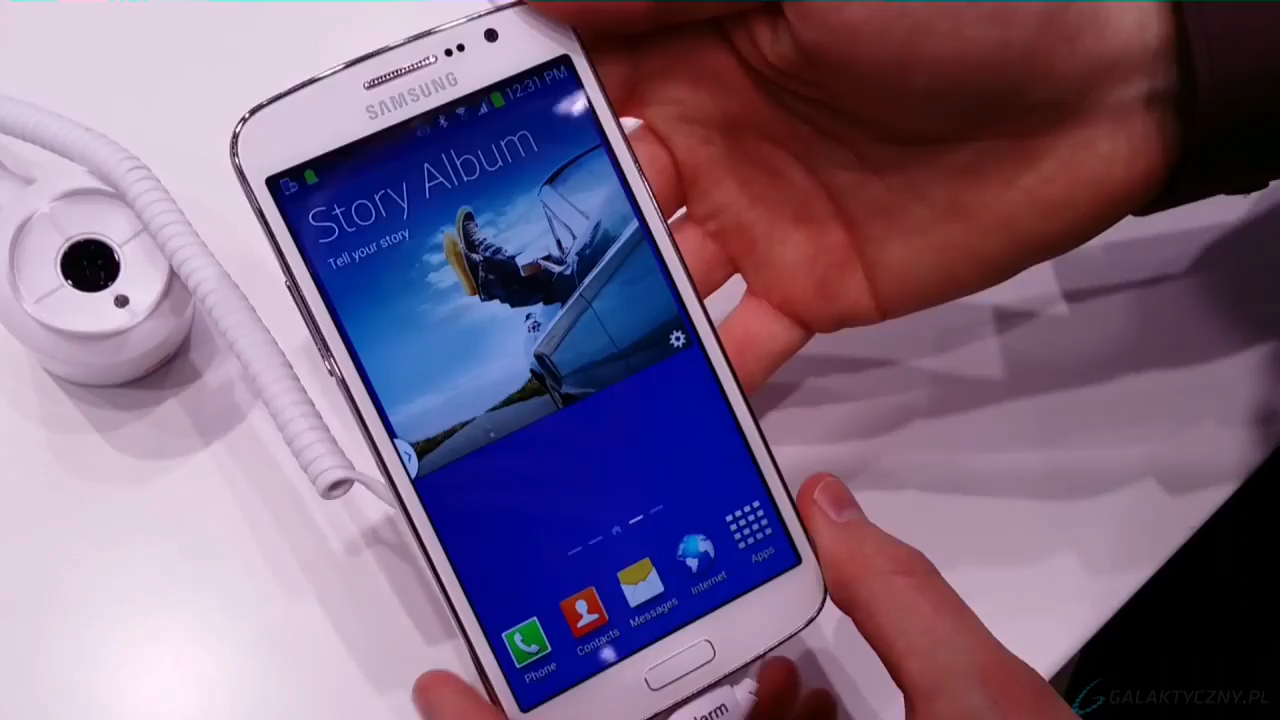 SAMSUNG
12:31 PM
Story Album
Tell your story
Phone
Contacts
Messages
Internet
Apps
GALAKTYCZNY.PL